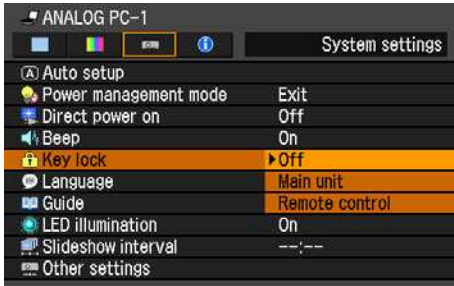 ANALOG PC-1
System settings
Auto setup
Power management mode Exit
Direct power on Off
Beep On
Key lock Off
Language Main unit
Guide Remote control
LED illumination On
Slideshow interval --:--
Other settings